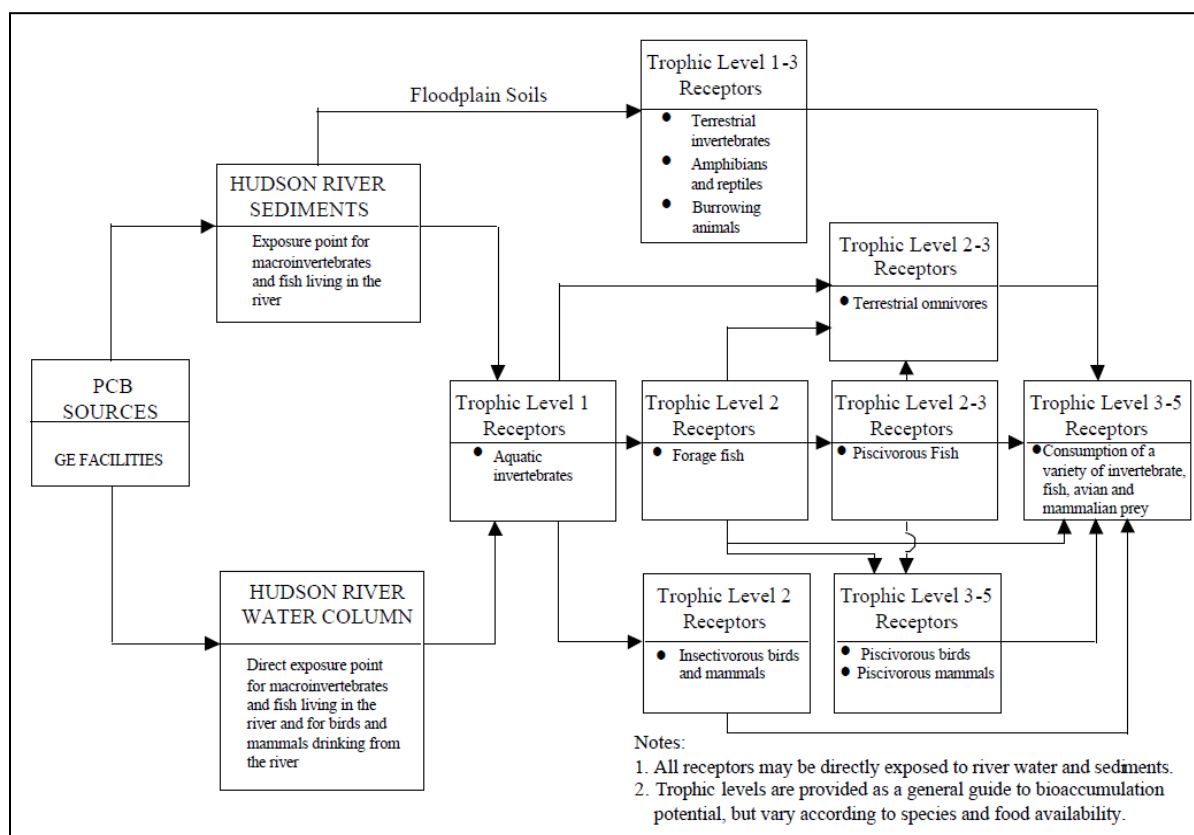 Trophic Level 1-3
Receptors
● Terrestrial
invertebrates
● Amphibians
and reptiles
● Burrowing
animals
Floodplain Soils
HUDSON RIVER
SEDIMENTS
Exposure point for
macroinvertebrates
and fish living in the
river
Trophic Level 2-3
Receptors
● Terrestrial omnivores
PCB
SOURCES
GE FACILITIES
Trophic Level 1
Receptors
● Aquatic
invertebrates
Trophic Level 2
Receptors
● Forage fish
Trophic Level 2-3
Receptors
● Piscivorous Fish
Trophic Level 3-5
Receptors
● Consumption of a
variety of invertebrate,
fish, avian and
mammalian prey
HUDSON RIVER
WATER COLUMN
Direct exposure point
for macroinvertebrates
and fish living in the
river and for birds and
mammals drinking from
the river
Trophic Level 2
Receptors
● Insectivorous birds
and mammals
Trophic Level 3-5
Receptors
● Piscivorous birds
● Piscivorous mammals
Notes:
1. All receptors may be directly exposed to river water and sediments.
2. Trophic levels are provided as a general guide to bioaccumulation
potential, but vary according to species and food availability.